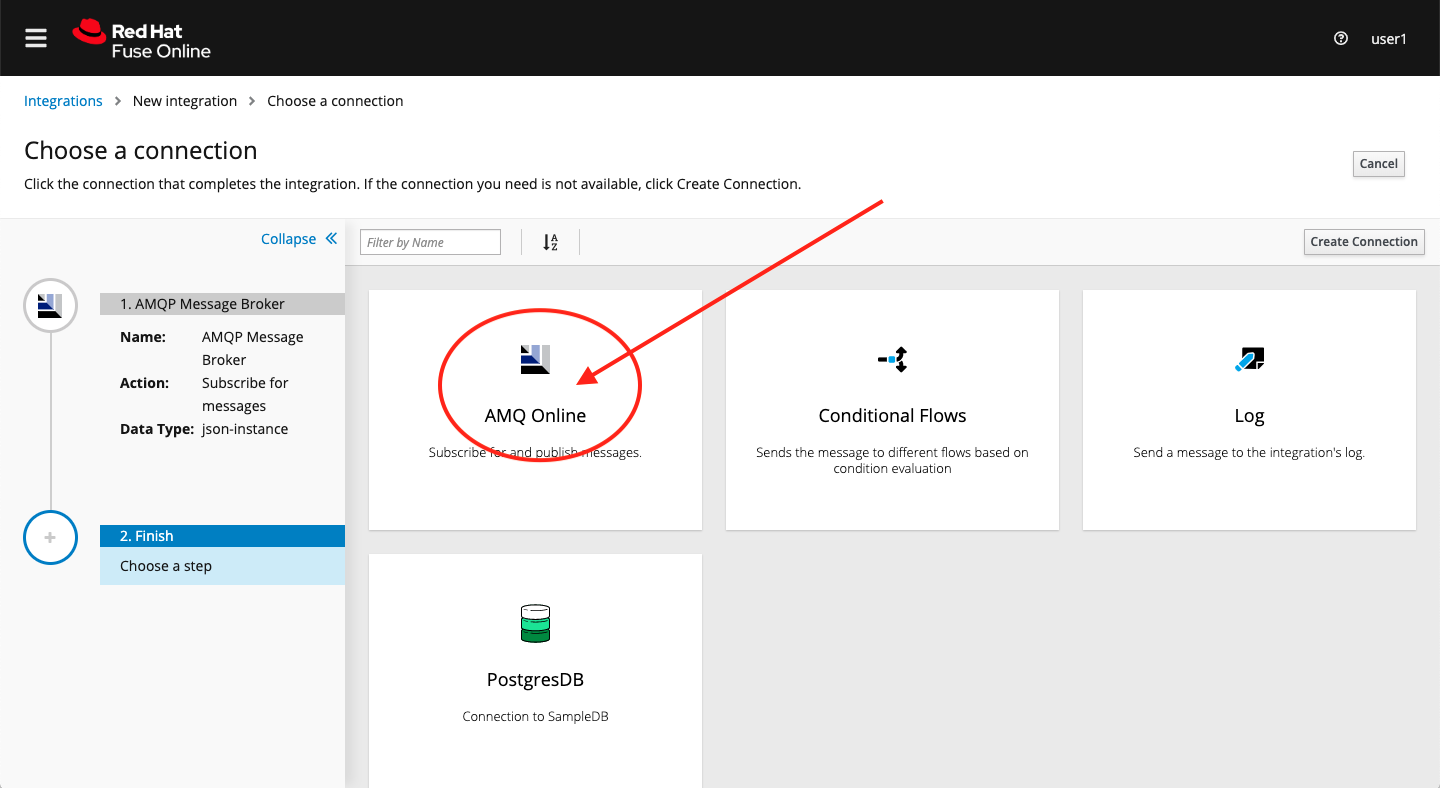 Red Hat
Fuse Online
user1
Integrations > New integration > Choose a connection
Choose a connection
Click the connection that completes the integration. If the connection you need is not available, click Create Connection.
Cancel
Collapse
Filter by Name
A
Z
Create Connection
1. AMQP Message Broker
Name: AMQP Message
Broker
Action: Subscribe for
messages
Data Type: json-instance
2. Finish
Choose a step
AMQ Online
Subscribe for and publish messages.
Conditional Flows
Sends the message to different flows based on
condition evaluation
Log
Send a message to the integration's log.
PostgresDB
Connection to SampleDB